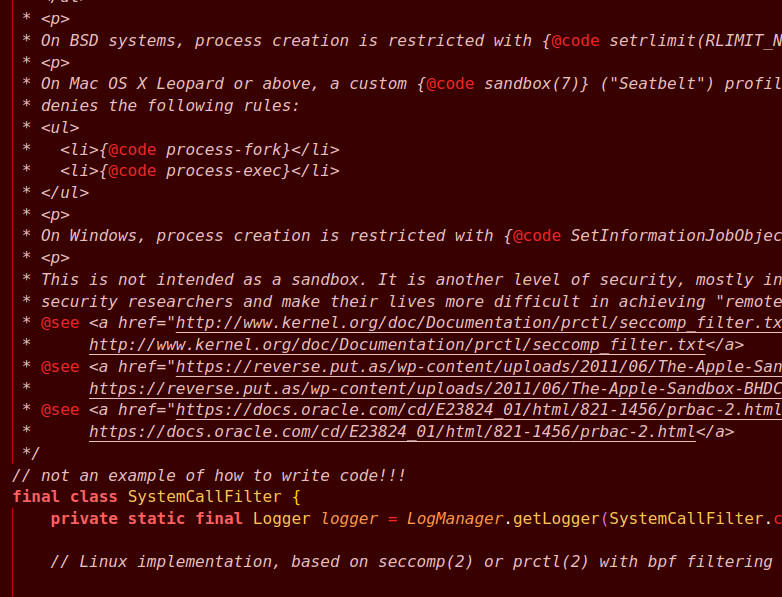 * <p>
* On BSD systems, process creation is restricted with {@code setrlimit(RLIMIT_N
* <p>
* On Mac OS X Leopard or above, a custom {@code sandbox(7)} ("Seatbelt") profil
* denies the following rules:
* <ul>
*   <li>{@code process-fork}</li>
*   <li>{@code process-exec}</li>
* </ul>
* <p>
* On Windows, process creation is restricted with {@code SetInformationJobObjec
* <p>
* This is not intended as a sandbox. It is another level of security, mostly in
* security researchers and make their lives more difficult in achieving "remote
* @see <a href="http://www.kernel.org/doc/Documentation/prctl/seccomp_filter.tx
*      http://www.kernel.org/doc/Documentation/prctl/seccomp_filter.txt</a>
* @see <a href="https://reverse.put.as/wp-content/uploads/2011/06/The-Apple-San
*      https://reverse.put.as/wp-content/uploads/2011/06/The-Apple-Sandbox-BHDC
* @see <a href="https://docs.oracle.com/cd/E23824_01/html/821-1456/prbac-2.html
*      https://docs.oracle.com/cd/E23824_01/html/821-1456/prbac-2.html</a>
*/
// not an example of how to write code!!!
final class SystemCallFilter {
    private static final Logger logger = LogManager.getLogger(SystemCallFilter.c
    // Linux implementation, based on seccomp(2) or prctl(2) with bpf filtering